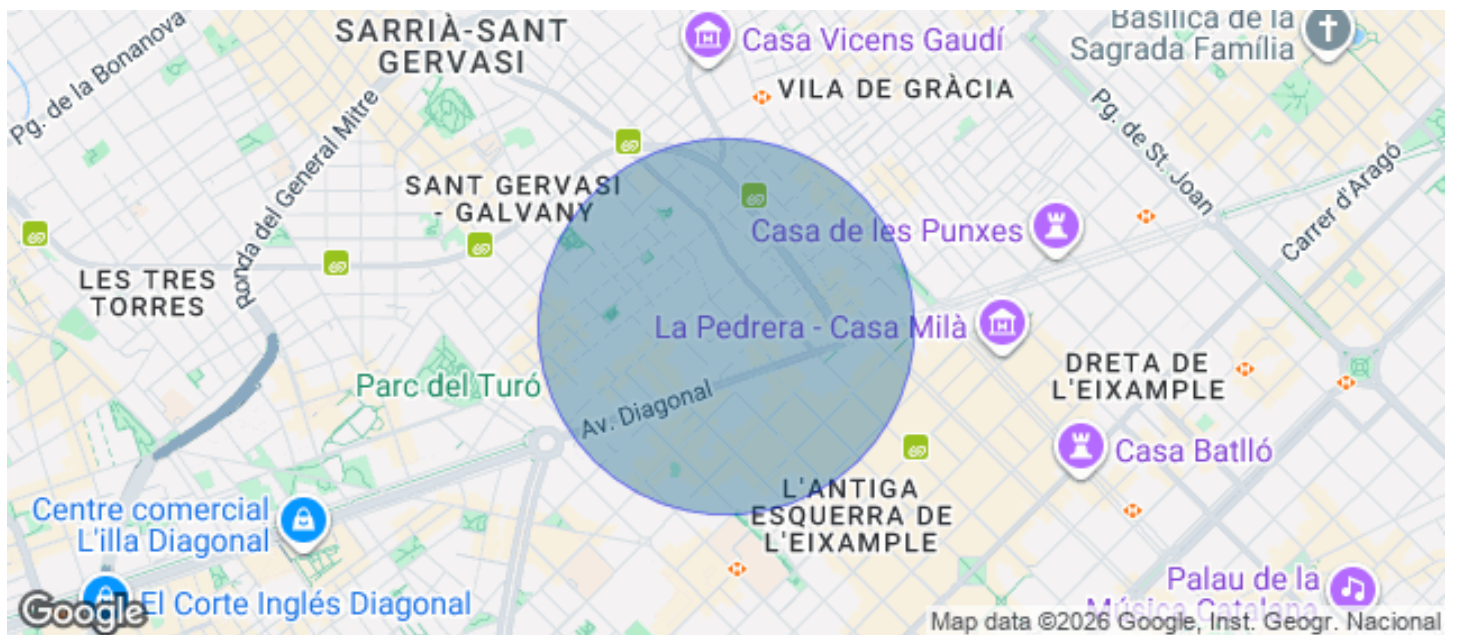 SARRIÀ-SANT
GERVASI
Pg. de la Bonanova
Casa Vicens Gaudí
Basílica de la
Sagrada Família
VILA DE GRÀCIA
Ronda del General Mitre
Pg. de St. Joan
SANT GERVASI
- GALVANY
Carrer d'Aragó
Casa de les Punxes
LES TRES
TORRES
La Pedrera - Casa Milà
DRETA DE
L'EIXAMPLE
Parc del Turó
Av. Diagonal
Casa Batlló
L'ANTIGA
ESQUERRA DE
L'EIXAMPLE
Centre comercial
L'illa Diagonal
Palau de la
Música Catalana
El Corte Inglés Diagonal
Google
Map data ©2026 Google, Inst. Geogr. Nacional